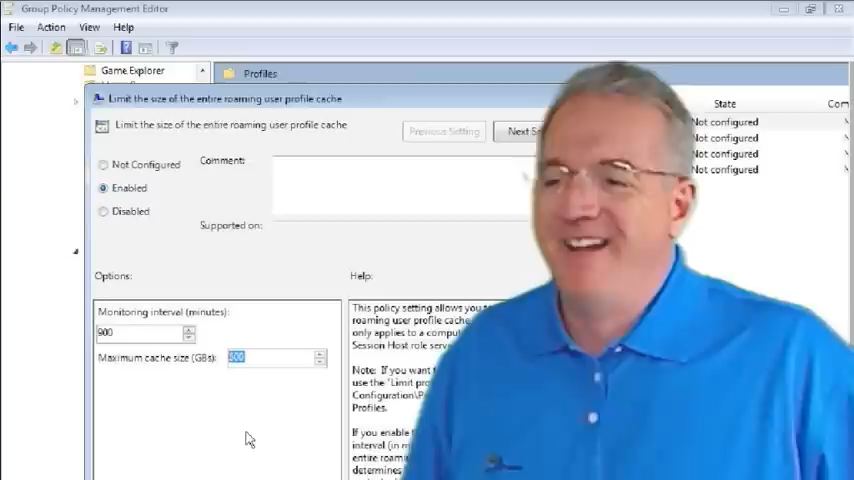 Group Policy Management Editor
File Action View Help
Game Explorer
Profiles
Limit the size of the entire roaming user profile cache
State
Com
Limit the size of the entire roaming user profile cache
Previous Setting
Next S
Not configured
Not configured
Not configured
Not configured
Not Configured
Comment:
Enabled
Disabled
Supported on:
Options:
Help:
Monitoring interval (minutes):
900
Maximum cache size (GBs):
This policy setting allows you
roaming user profile cache
only applies to a compute
Session Host role serv
Note: If you want
use the 'Limit pro
Configuration\P
Profiles.
If you enable
interval (in m
entire roami
determines